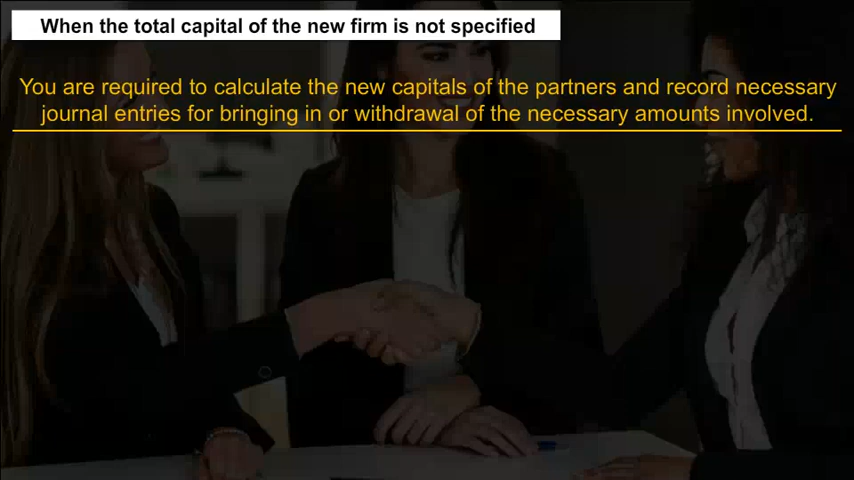 When the total capital of the new firm is not specified
You are required to calculate the new capitals of the partners and record necessary
journal entries for bringing in or withdrawal of the necessary amounts involved.